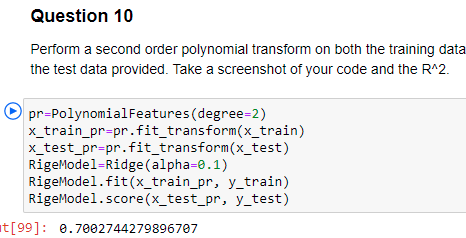 Question 10
Perform a second order polynomial transform on both the training data
the test data provided. Take a screenshot of your code and the R^2.
pr=PolynomialFeatures(degree=2)
x_train_pr=pr.fit_transform(x_train)
x_test_pr=pr.fit_transform(x_test)
RigeModel=Ridge(alpha=0.1)
RigeModel.fit(x_train_pr, y_train)
RigeModel.score(x_test_pr, y_test)
t[99]: 0.7002744279896707